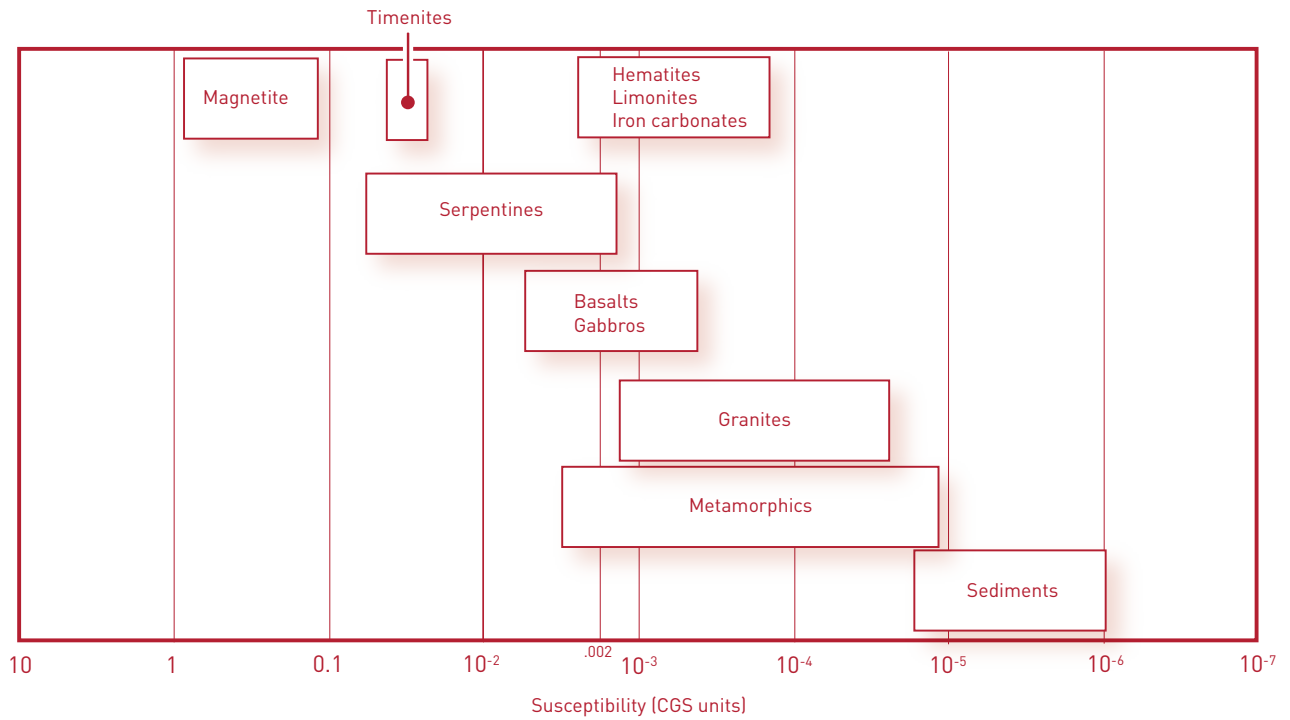 Timenites
Magnetite
Hematites
Limonites
Iron carbonates
Serpentines
Basalts
Gabbros
Granites
Metamorphics
Sediments
10 1 0.1 10-2 .002 10-3 10-4 10-5 10-6 10-7
Susceptibility (CGS units)